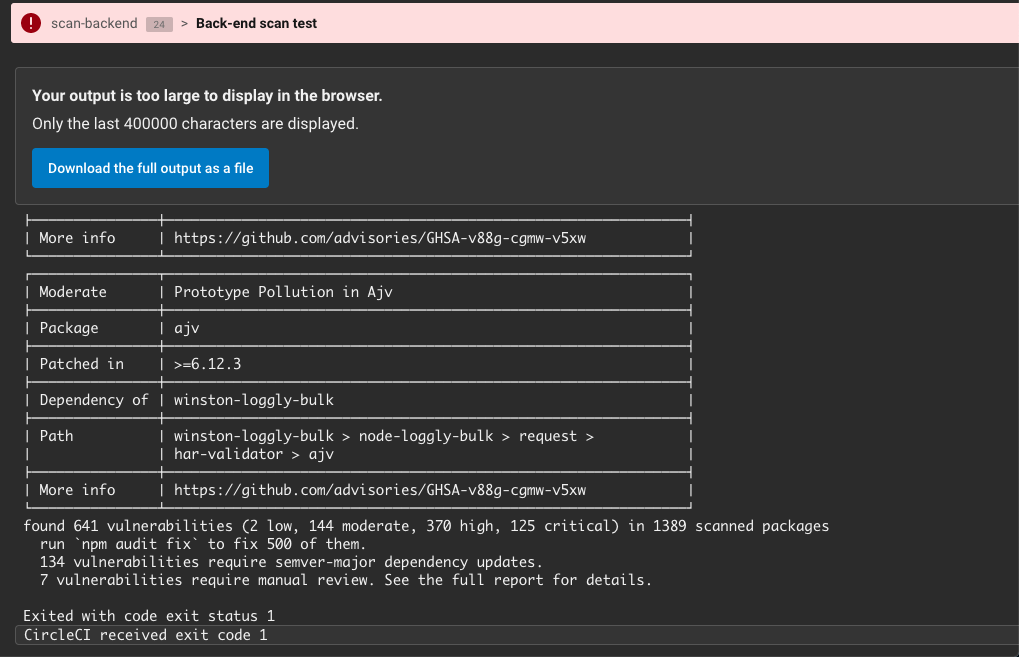 ! scan-backend 24 > Back-end scan test
Your output is too large to display in the browser.
Only the last 400000 characters are displayed.
Download the full output as a file
| More info | https://github.com/advisories/GHSA-v88g-cgmw-v5xw |
| Moderate | Prototype Pollution in Ajv |
| Package | ajv |
| Patched in | >=6.12.3 |
| Dependency of | winston-loggly-bulk |
| Path | winston-loggly-bulk > node-loggly-bulk > request > |
| | har-validator > ajv |
| More info | https://github.com/advisories/GHSA-v88g-cgmw-v5xw |
found 641 vulnerabilities (2 low, 144 moderate, 370 high, 125 critical) in 1389 scanned packages
run `npm audit fix` to fix 500 of them.
134 vulnerabilities require semver-major dependency updates.
7 vulnerabilities require manual review. See the full report for details.
Exited with code exit status 1
CircleCI received exit code 1